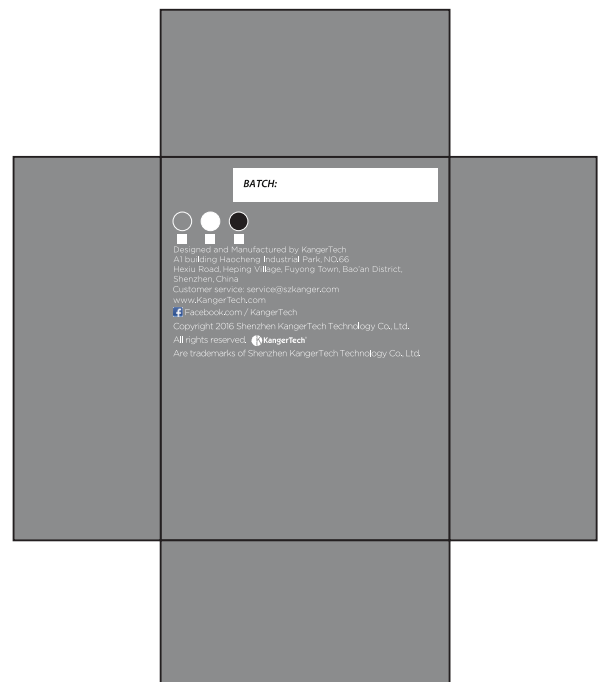 BATCH:
Designed and Manufactured by KangerTech
A1 building Haocheng Industrial Park, NO.66
Hexiu Road, Heping Village, Fuyong Town, Bao'an District,
Shenzhen, China
Customer service: service@szkanger.com
www.KangerTech.com
Facebook.com / KangerTech
Copyright 2016 Shenzhen KangerTech Technology Co. Ltd.
All rights reserved. KangerTech
Are trademarks of Shenzhen KangerTech Technology Co. Ltd.